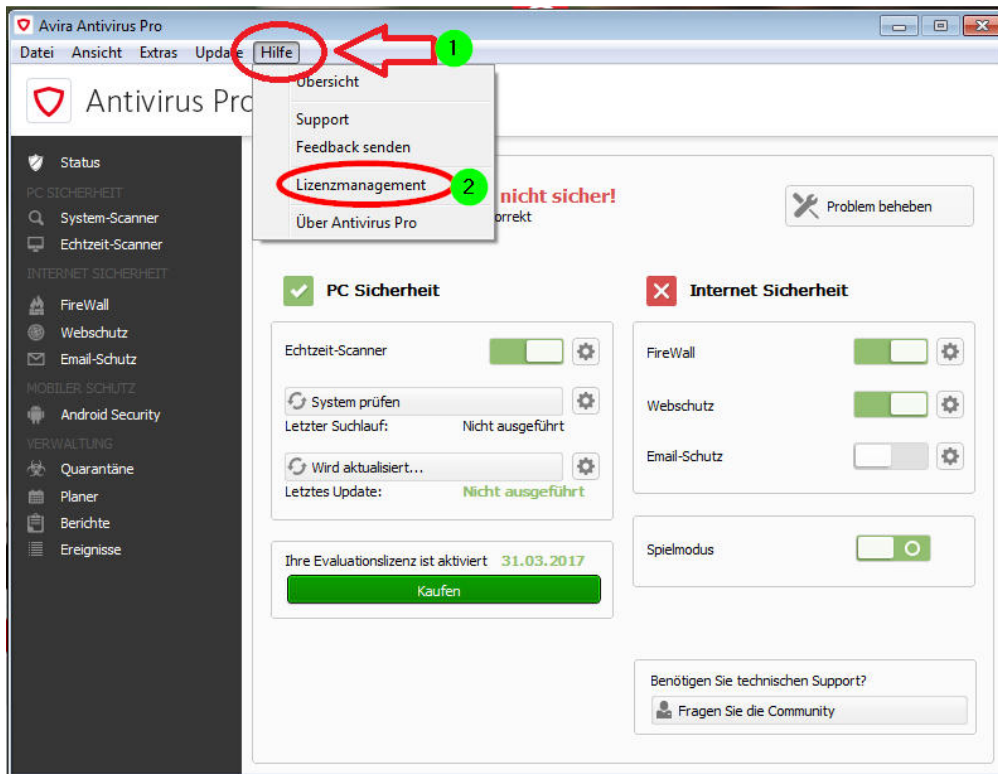 Avira Antivirus Pro
Datei Ansicht Extras Update Hilfe
1
Antivirus Pro
Übersicht
Support
Feedback senden
Lizenzmanagement
2
Über Antivirus Pro
nicht sicher!
Problem beheben
Status
PC SICHERHEIT
System-Scanner
Echtzeit-Scanner
INTERNET SICHERHEIT
FireWall
Webschutz
Email-Schutz
MOBILER SCHUTZ
Android Security
VERWALTUNG
Quarantäne
Planer
Berichte
Ereignisse
PC Sicherheit
Echtzeit-Scanner
System prüfen
Letzter Suchlauf: Nicht ausgeführt
Wird aktualisiert...
Letztes Update: Nicht ausgeführt
Ihre Evaluationslizenz ist aktiviert 31.03.2017
Kaufen
Internet Sicherheit
FireWall
Webschutz
Email-Schutz
Spielmodus
Benötigen Sie technischen Support?
Fragen Sie die Community